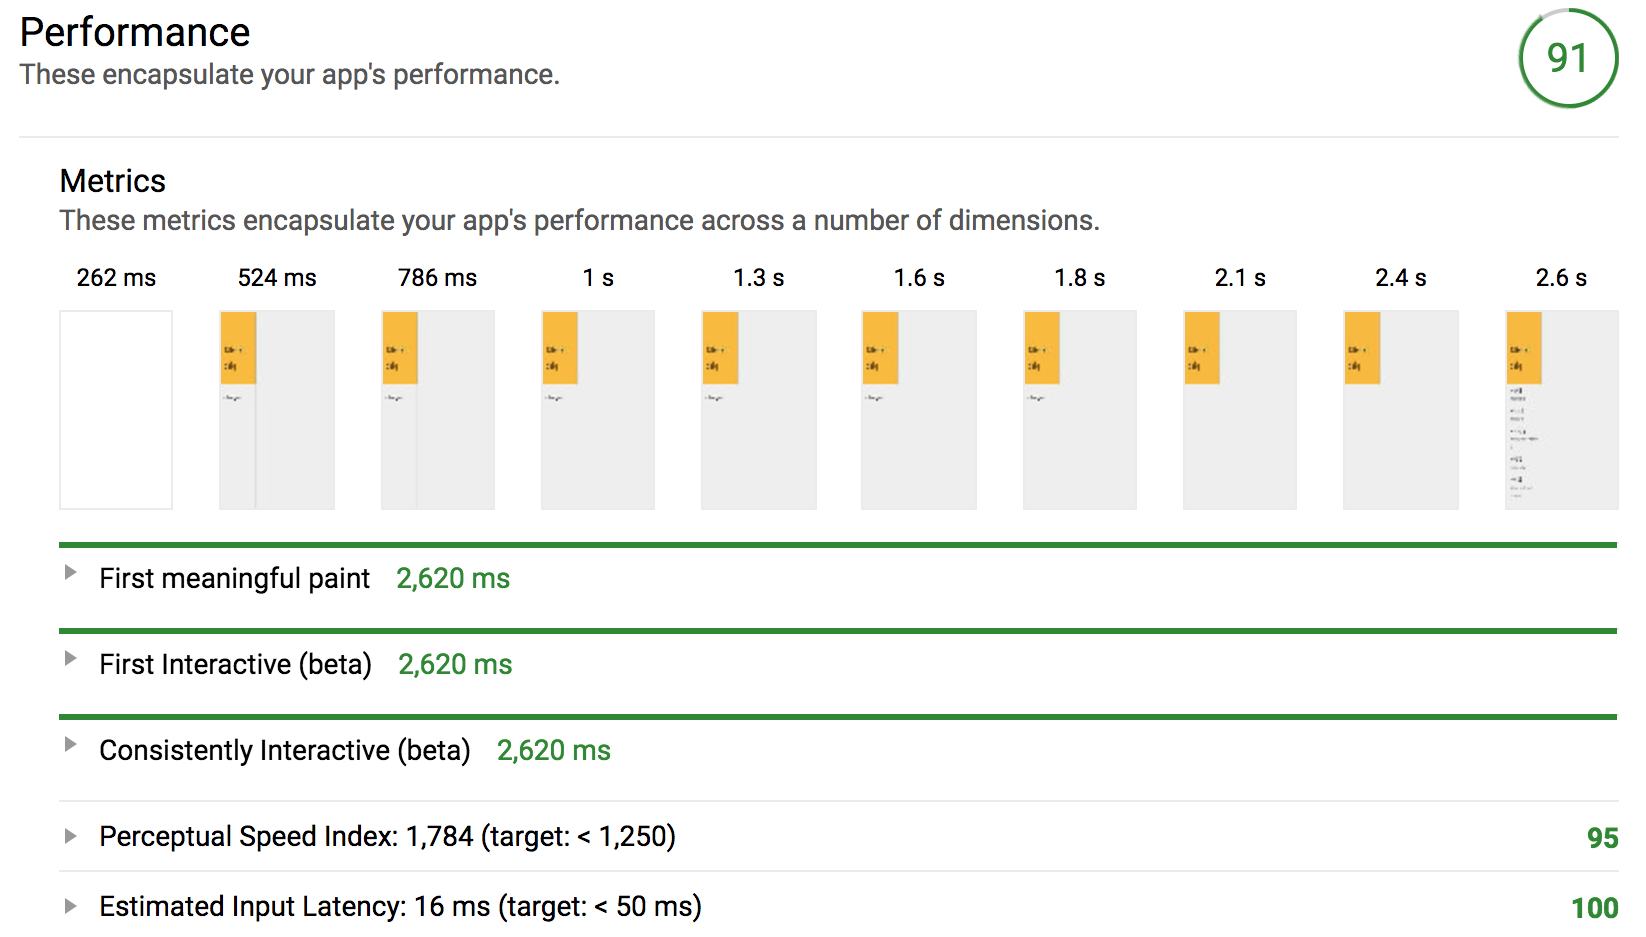 Performance
91
These encapsulate your app's performance.
Metrics
These metrics encapsulate your app's performance across a number of dimensions.
262 ms 524 ms 786 ms 1 s 1.3 s 1.6 s 1.8 s 2.1 s 2.4 s 2.6 s
First meaningful paint 2,620 ms
First Interactive (beta) 2,620 ms
Consistently Interactive (beta) 2,620 ms
Perceptual Speed Index: 1,784 (target: < 1,250) 95
Estimated Input Latency: 16 ms (target: < 50 ms) 100